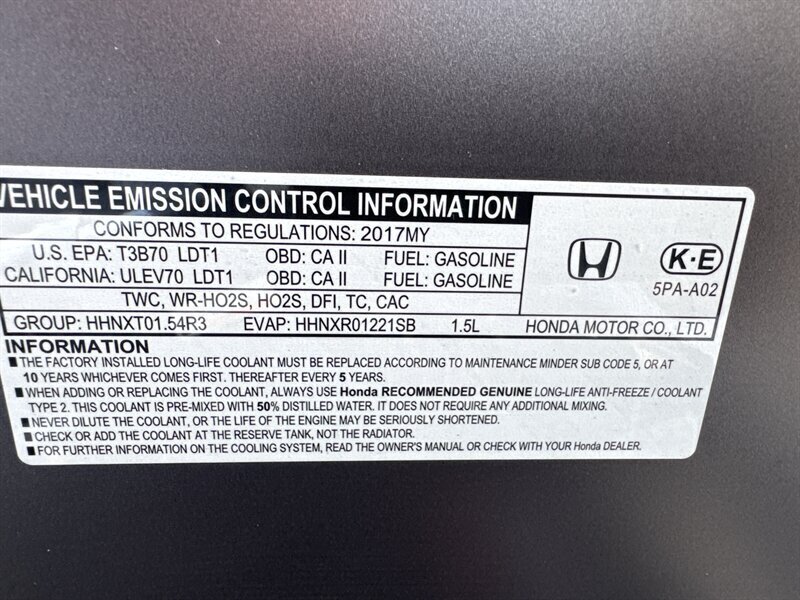 VEHICLE EMISSION CONTROL INFORMATION
CONFORMS TO REGULATIONS: 2017MY
U.S. EPA: T3B70 LDT1 OBD: CA II FUEL: GASOLINE
CALIFORNIA: ULEV70 LDT1 OBD: CA II FUEL: GASOLINE
TWC, WR-HO2S, HO2S, DFI, TC, CAC
GROUP: HHNXT01.54R3 EVAP: HHNXR01221SB 1.5L
K·E
5PA-A02
HONDA MOTOR CO., LTD.
INFORMATION
■ THE FACTORY INSTALLED LONG-LIFE COOLANT MUST BE REPLACED ACCORDING TO MAINTENANCE MINDER SUB CODE 5, OR AT
10 YEARS WHICHEVER COMES FIRST. THEREAFTER EVERY 5 YEARS.
■ WHEN ADDING OR REPLACING THE COOLANT, ALWAYS USE Honda RECOMMENDED GENUINE LONG-LIFE ANTI-FREEZE / COOLANT
TYPE 2. THIS COOLANT IS PRE-MIXED WITH 50% DISTILLED WATER. IT DOES NOT REQUIRE ANY ADDITIONAL MIXING.
■ NEVER DILUTE THE COOLANT, OR THE LIFE OF THE ENGINE MAY BE SERIOUSLY SHORTENED.
■ CHECK OR ADD THE COOLANT AT THE RESERVE TANK, NOT THE RADIATOR.
■ FOR FURTHER INFORMATION ON THE COOLING SYSTEM, READ THE OWNER'S MANUAL OR CHECK WITH YOUR Honda DEALER.